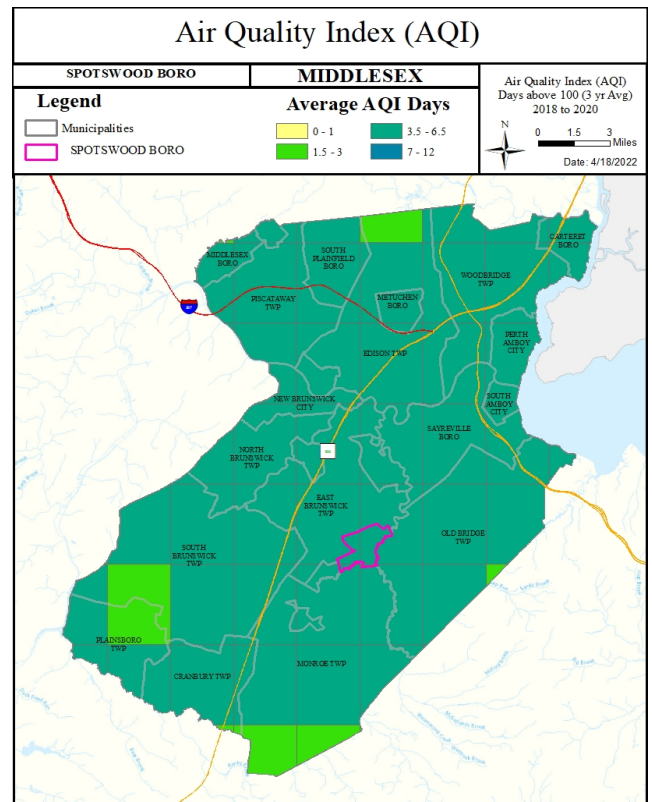 Air Quality Index (AQI)
SPOTSWOOD BORO
MIDDLESEX
Legend
Municipalities
SPOTSWOOD BORO
Average AQI Days
0 - 1
1.5 - 3
3.5 - 6.5
7 - 12
Air Quality Index (AQI)
Days above 100 (3 yr Avg)
2018 to 2020
N
0 1.5 3
Miles
Date: 4/18/2022
CARTERET
BORO
MIDDLESEX
BORO
SOUTH
PLAINFIELD
BORO
WOODBRIDGE
TWP
PISCATAWAY
TWP
METUCHEN
BORO
PERTH
AMBOY
CITY
EDISON TWP
SOUTH
AMBOY
CITY
NEW BRUNSWICK
CITY
SAYREVILLE
BORO
NORTH
BRUNSWICK
TWP
EAST
BRUNSWICK
TWP
OLD BRIDGE
TWP
SOUTH
BRUNSWICK
TWP
PLAINSBORO
TWP
MONROE TWP
CRANBURY TWP